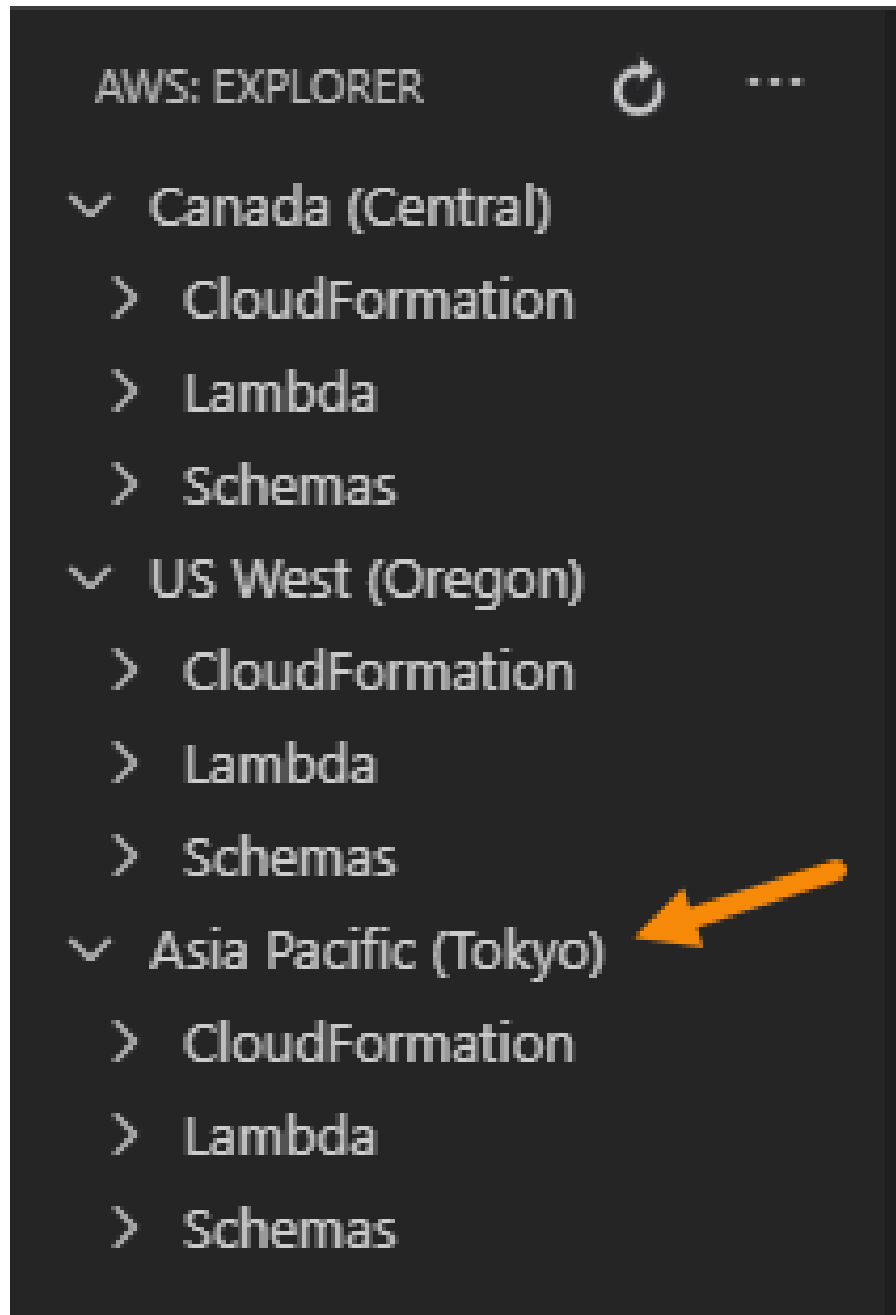 AWS: EXPLORER
Canada (Central)
CloudFormation
Lambda
Schemas
US West (Oregon)
CloudFormation
Lambda
Schemas
Asia Pacific (Tokyo)
CloudFormation
Lambda
Schemas